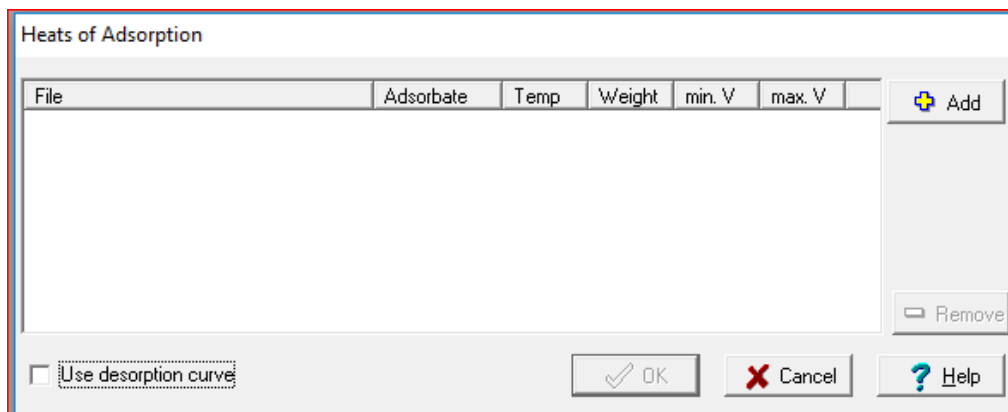 Heats of Adsorption
File Adsorbate Temp Weight min. V max. V
Add
Remove
Use desorption curve
OK Cancel Help